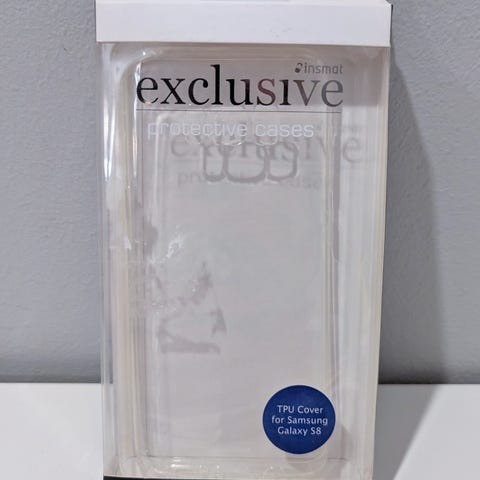 insmat
exclusive
protective cases
TPU Cover
for Samsung
Galaxy S8